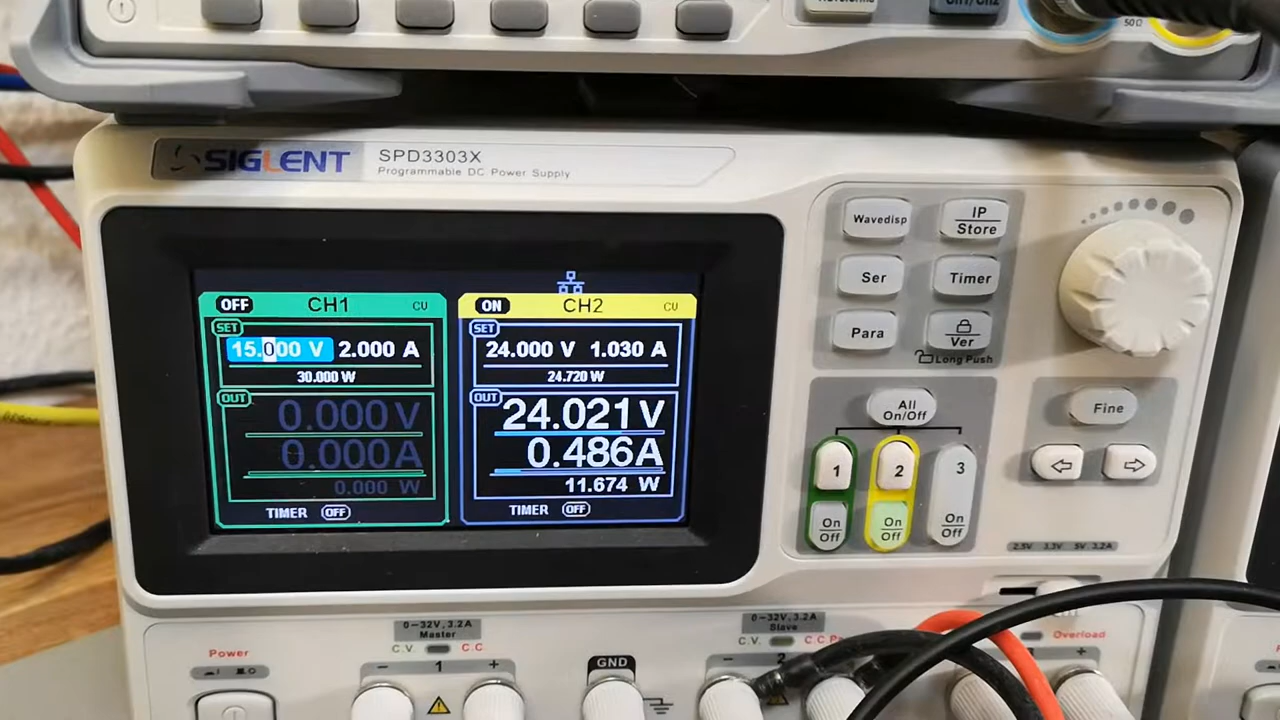 50Ω
SIGLENT
SPD3303X
Programmable DC Power Supply
OFF CH1 CV
SET
15.000 V 2.000 A
30.000 W
OUT
0.000 V
0.000 A
0.000 W
TIMER OFF
ON CH2 CV
SET
24.000 V 1.030 A
24.720 W
OUT
24.021 V
0.486 A
11.674 W
TIMER OFF
Wavedisp
IP
Store
Ser
Timer
Para
Ver
Long Push
All
On/Off
Fine
1
2
3
On
Off
On
Off
On
Off
2.5V 3.3V 5V, 3.2A
Power
0-32V, 3.2A
Master
C.V. C.C
- 1 +
GND
0-32V, 3.2A
Slave
C.V.
- 2
Overload
+